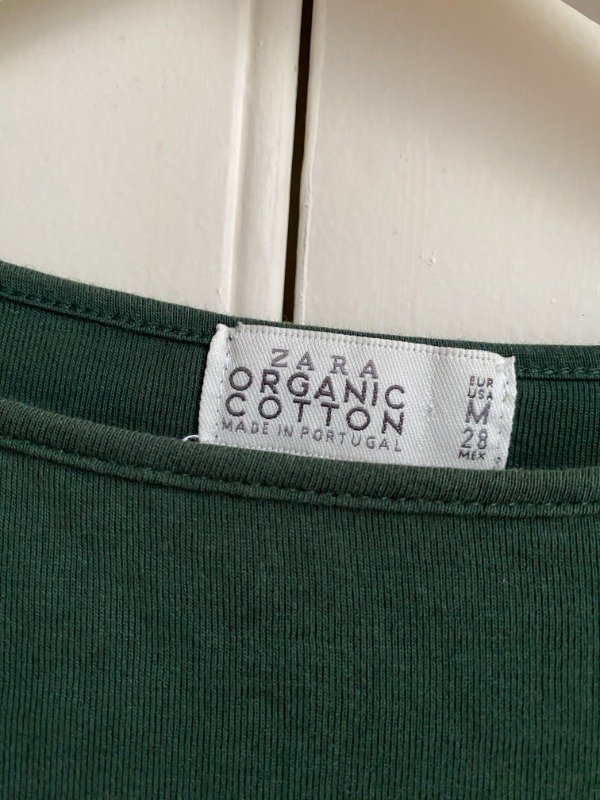 ZARA
ORGANIC
COTTON
MADE IN PORTUGAL
EUR
USA
M
28
MEX